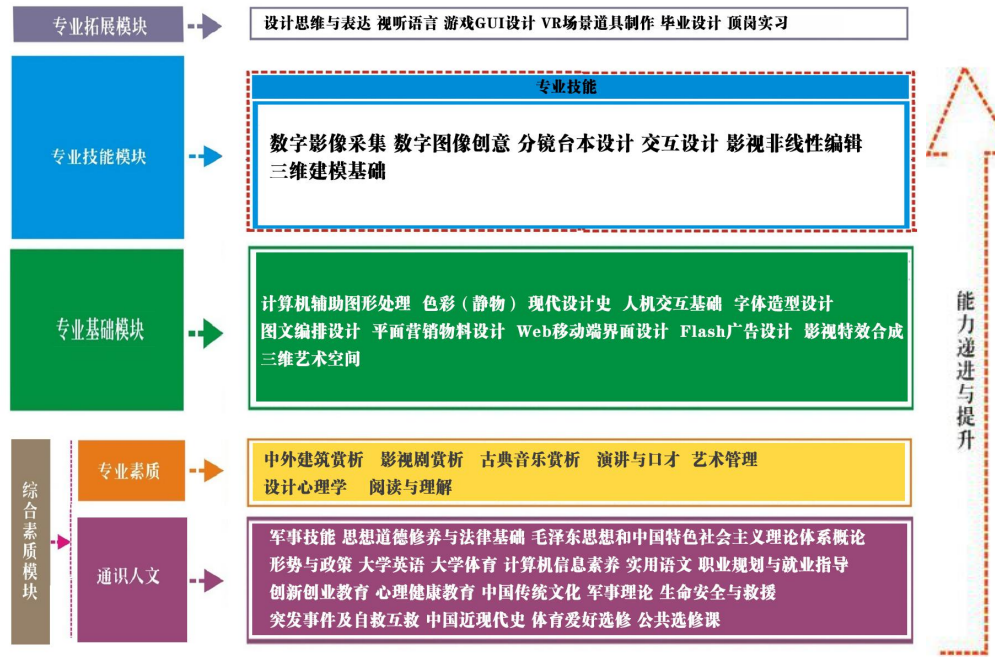 专业拓展模块
设计思维与表达 视听语言 游戏GUI设计 VR场景道具制作 毕业设计 顶岗实习
专业技能模块
专业技能
数字影像采集 数字图像创意 分镜台本设计 交互设计 影视非线性编辑
三维建模基础
专业基础模块
计算机辅助图形处理 色彩（静物） 现代设计史 人机交互基础 字体造型设计
图文编排设计 平面营销物料设计 Web移动端界面设计 Flash广告设计 影视特效合成
三维艺术空间
综合素质模块
专业素质
中外建筑赏析 影视剧赏析 古典音乐赏析 演讲与口才 艺术管理
设计心理学 阅读与理解
通识人文
军事技能 思想道德修养与法律基础 毛泽东思想和中国特色社会主义理论体系概论
形势与政策 大学英语 大学体育 计算机信息素养 实用语文 职业规划与就业指导
创新创业教育 心理健康教育 中国传统文化 军事理论 生命安全与救援
突发事件及自救互救 中国近现代史 体育爱好选修 公共选修课
能力递进与提升